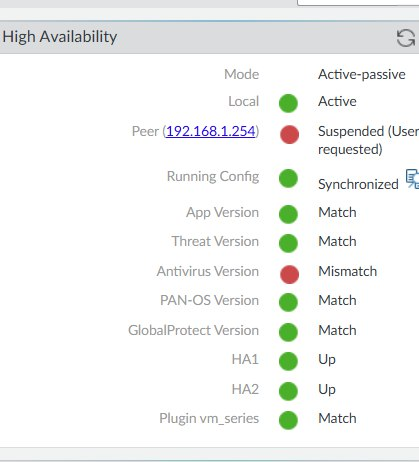 High Availability
Mode Active-passive
Local Active
Peer (192.168.1.254) Suspended (User
requested)
Running Config Synchronized
App Version Match
Threat Version Match
Antivirus Version Mismatch
PAN-OS Version Match
GlobalProtect Version Match
HA1 Up
HA2 Up
Plugin vm_series Match